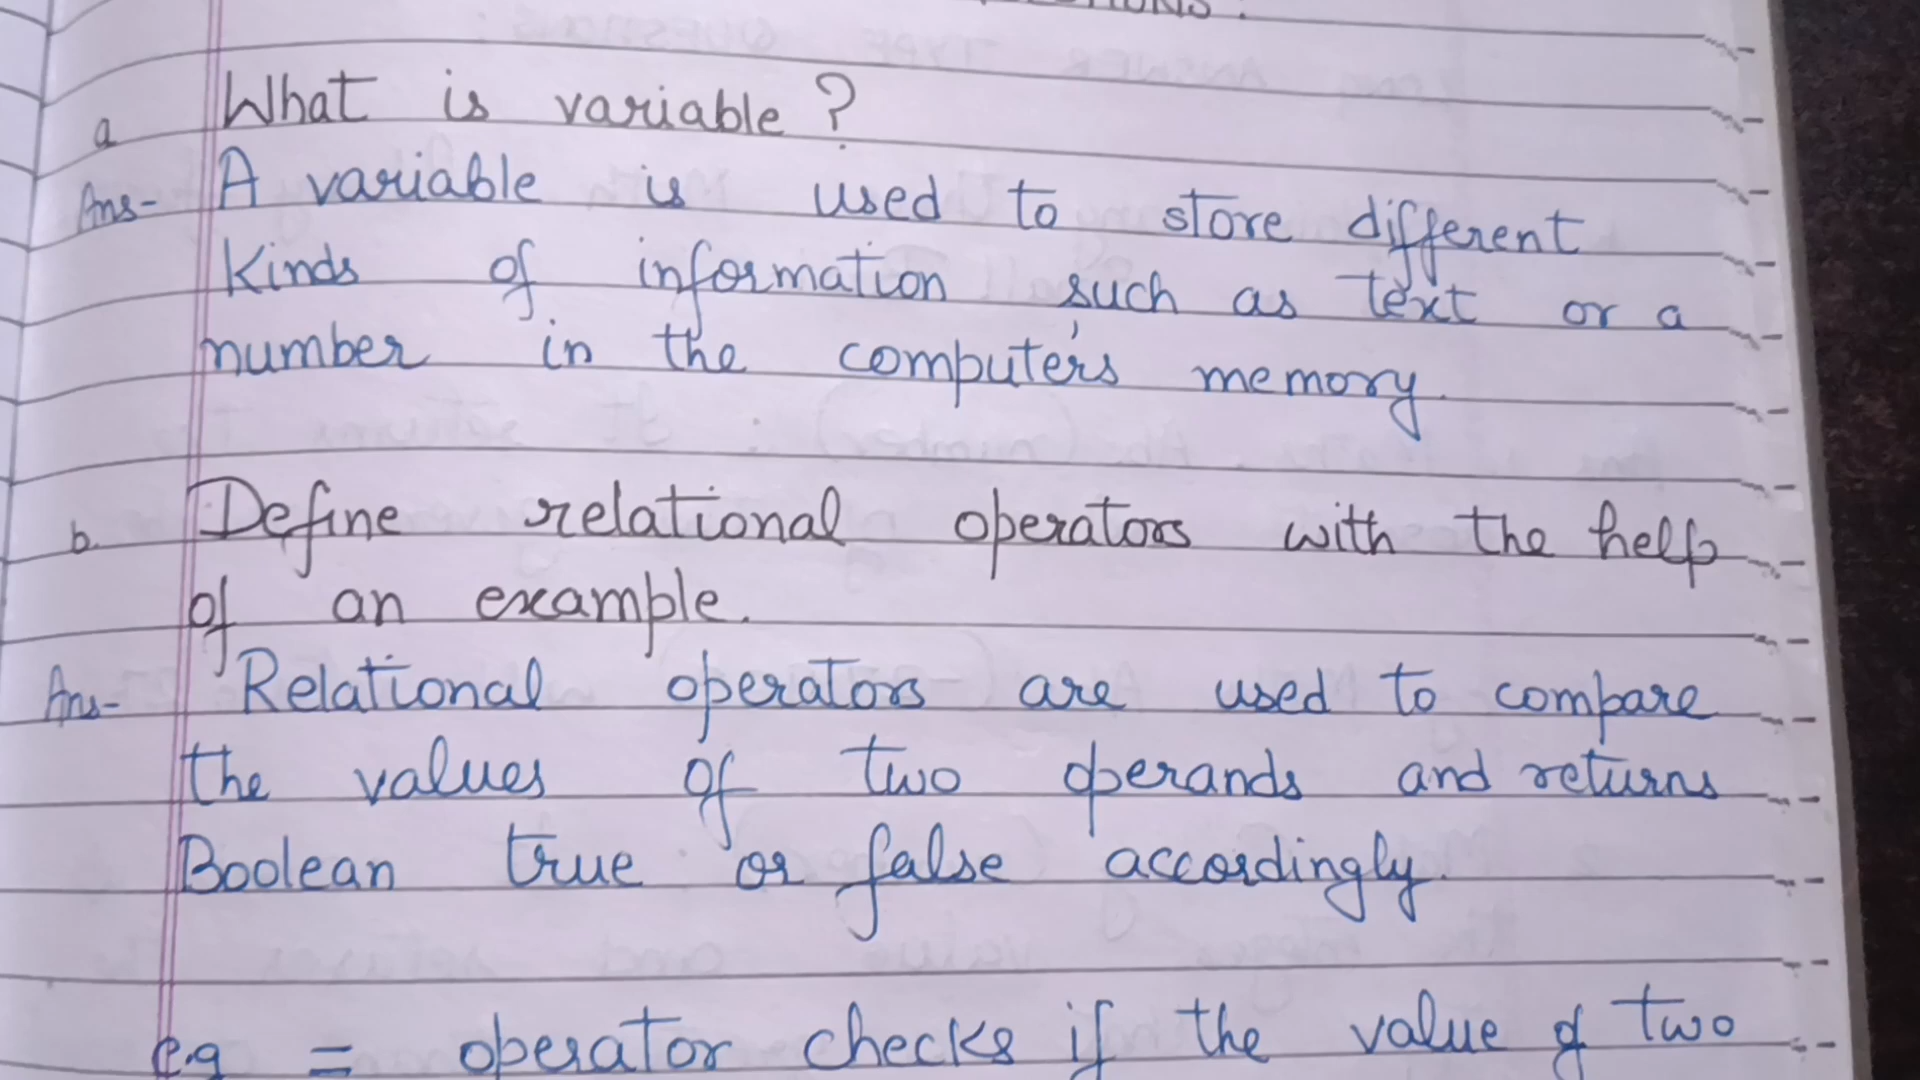 a What is variable ?
Ans- A variable is used to store different
Kinds of information such as text or a
number in the computer's memory.
b. Define relational operators with the help
of an example.
Ans- Relational operators are used to compare
the values of two operands and returns
Boolean true or false accordingly.
e.g = operator checks if the value of two